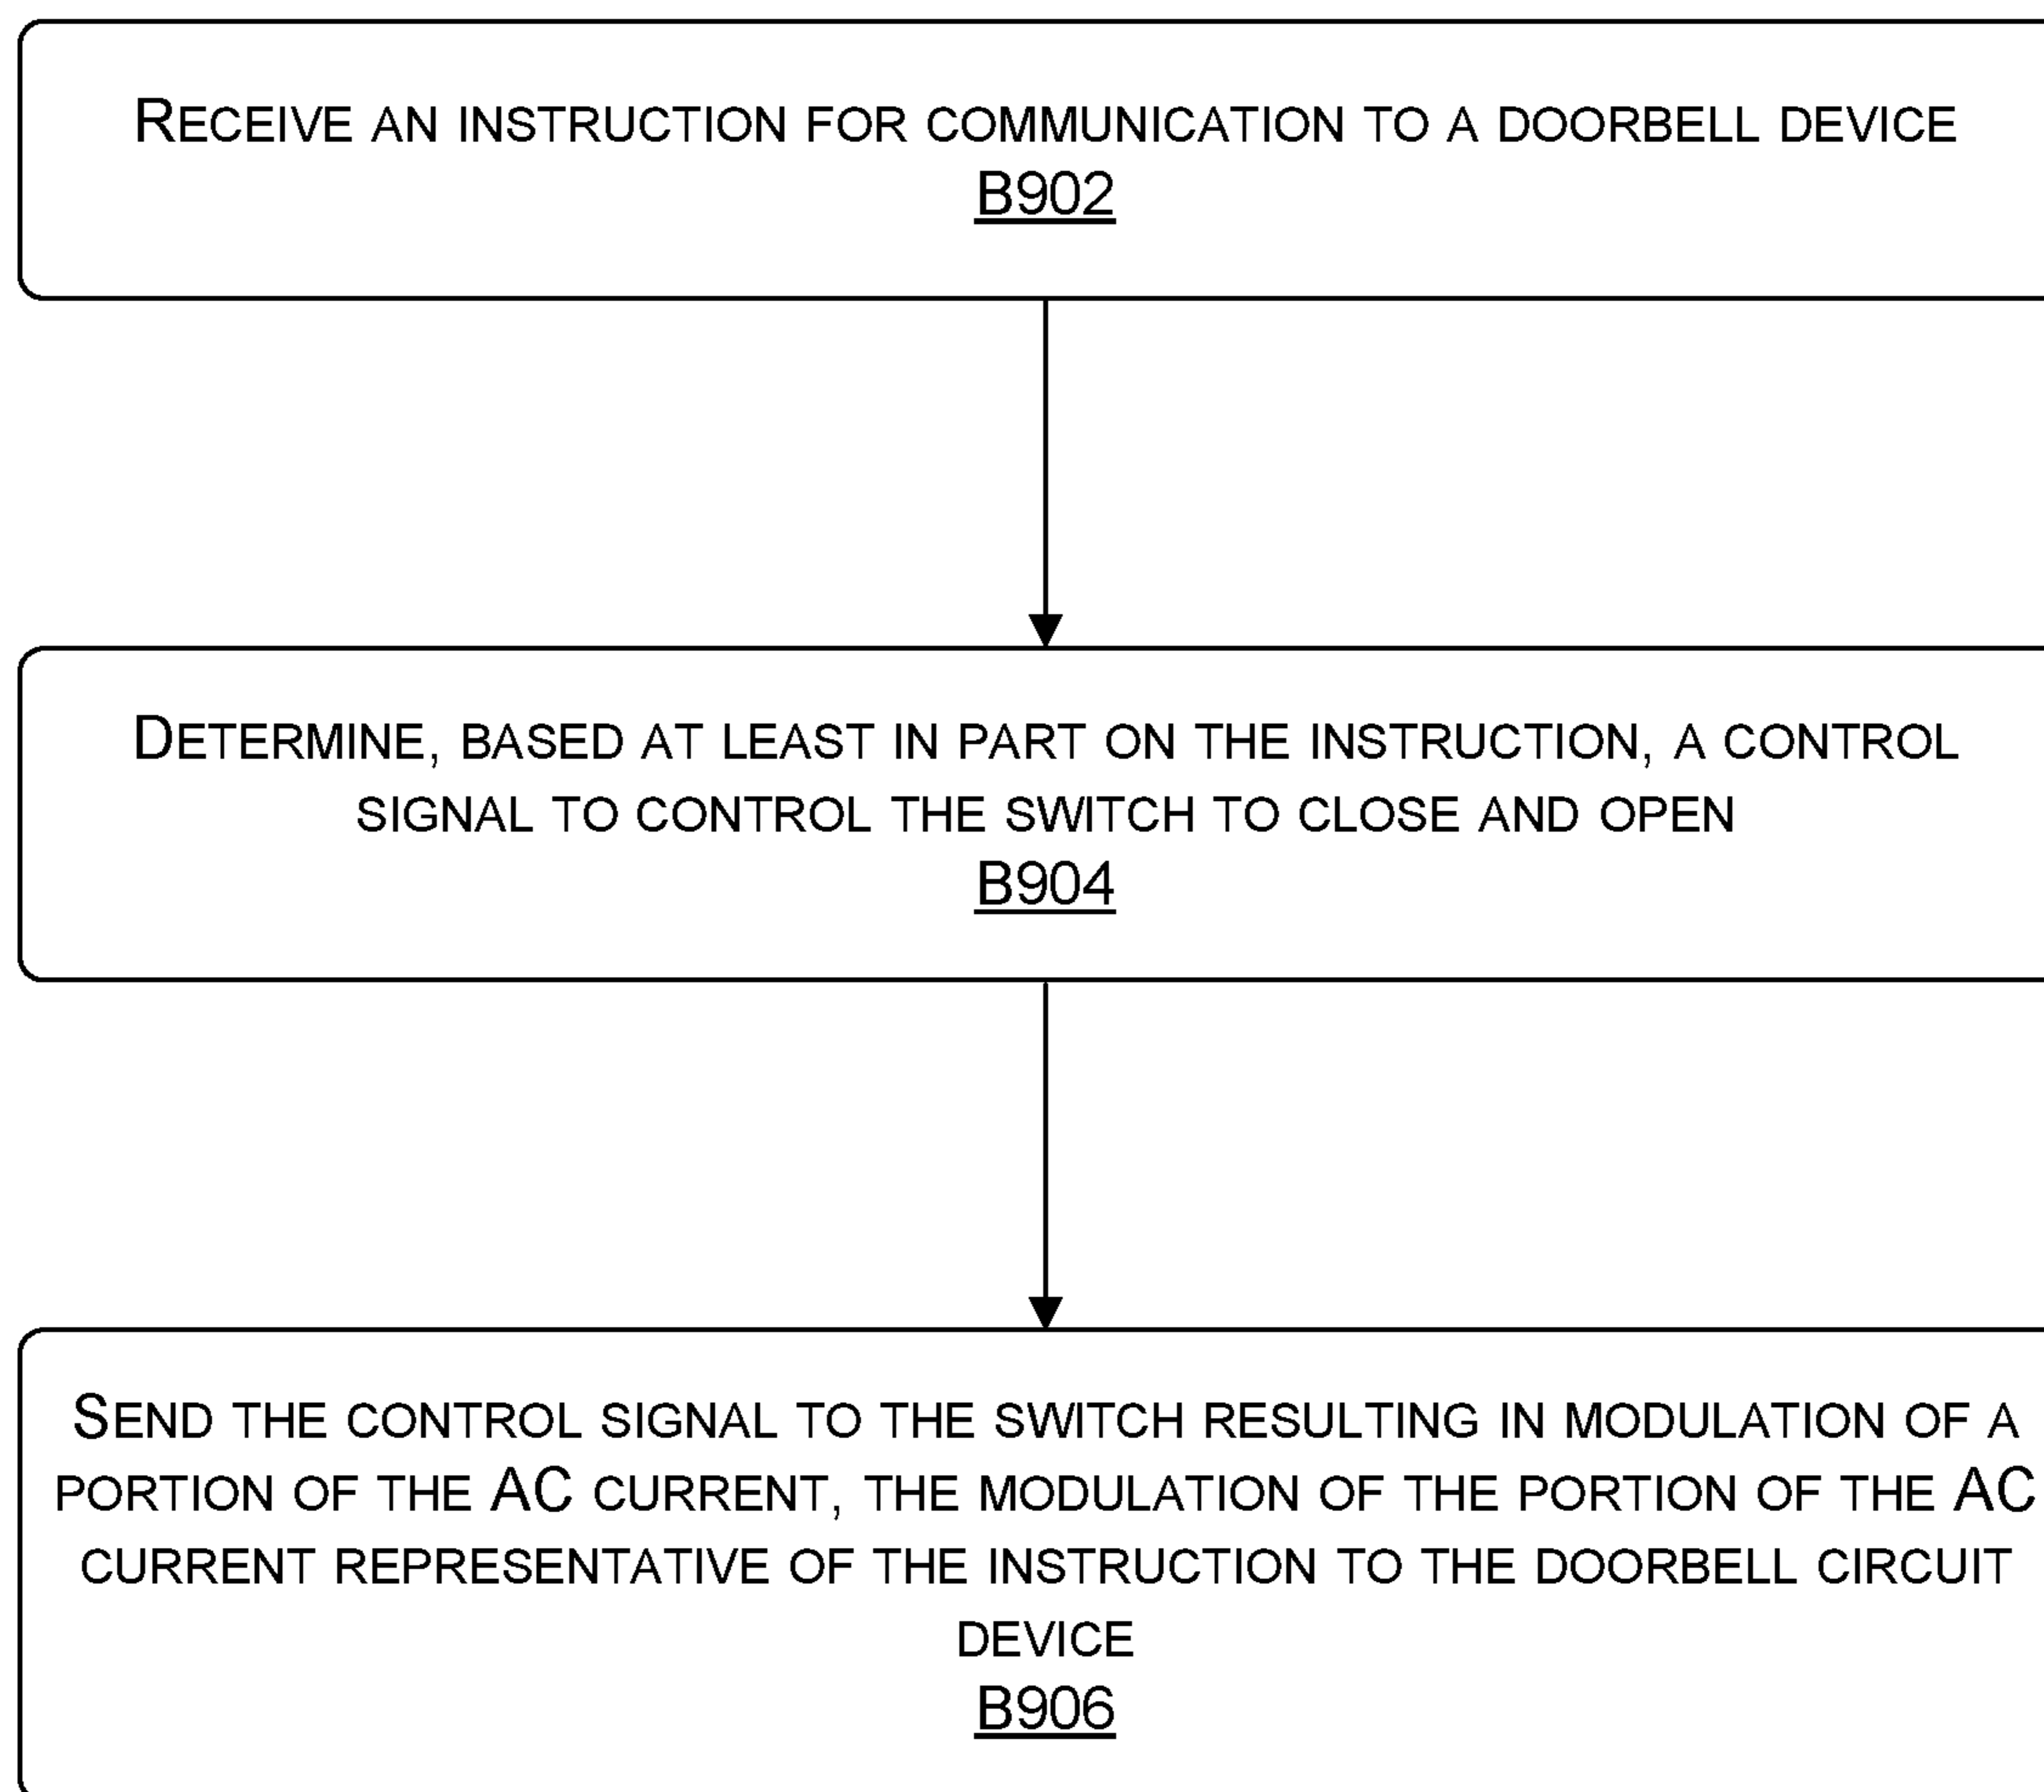 RECEIVE AN INSTRUCTION FOR COMMUNICATION TO A DOORBELL DEVICE
B902
DETERMINE, BASED AT LEAST IN PART ON THE INSTRUCTION, A CONTROL
SIGNAL TO CONTROL THE SWITCH TO CLOSE AND OPEN
B904
SEND THE CONTROL SIGNAL TO THE SWITCH RESULTING IN MODULATION OF A
PORTION OF THE AC CURRENT, THE MODULATION OF THE PORTION OF THE AC
CURRENT REPRESENTATIVE OF THE INSTRUCTION TO THE DOORBELL CIRCUIT
DEVICE
B906